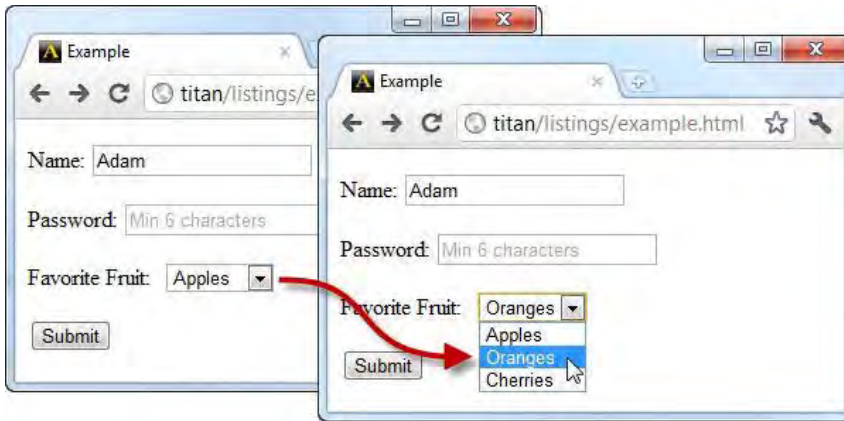 Example
titan/listings/e
Name: Adam
Password: Min 6 characters
Favorite Fruit: Apples
Submit
Example
titan/listings/example.html
Name: Adam
Password: Min 6 characters
Favorite Fruit: Oranges
Apples
Oranges
Cherries
Submit